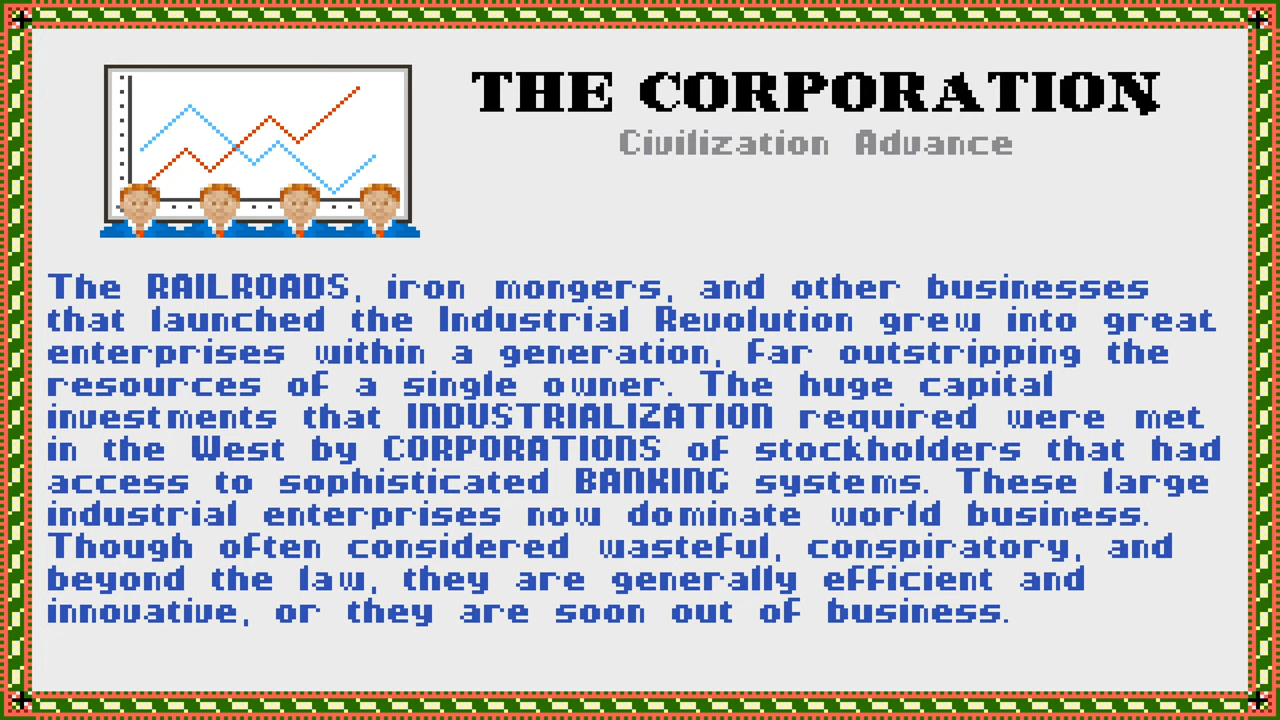 THE CORPORATION
Civilization Advance
The RAILROADS, iron mongers, and other businesses
that launched the Industrial Revolution grew into great
enterprises within a generation, far outstripping the
resources of a single owner. The huge capital
investments that INDUSTRIALIZATION required were met
in the West by CORPORATIONS of stockholders that had
access to sophisticated BANKING systems. These large
industrial enterprises now dominate world business.
Though often considered wasteful, conspiratory, and
beyond the law, they are generally efficient and
innovative, or they are soon out of business.